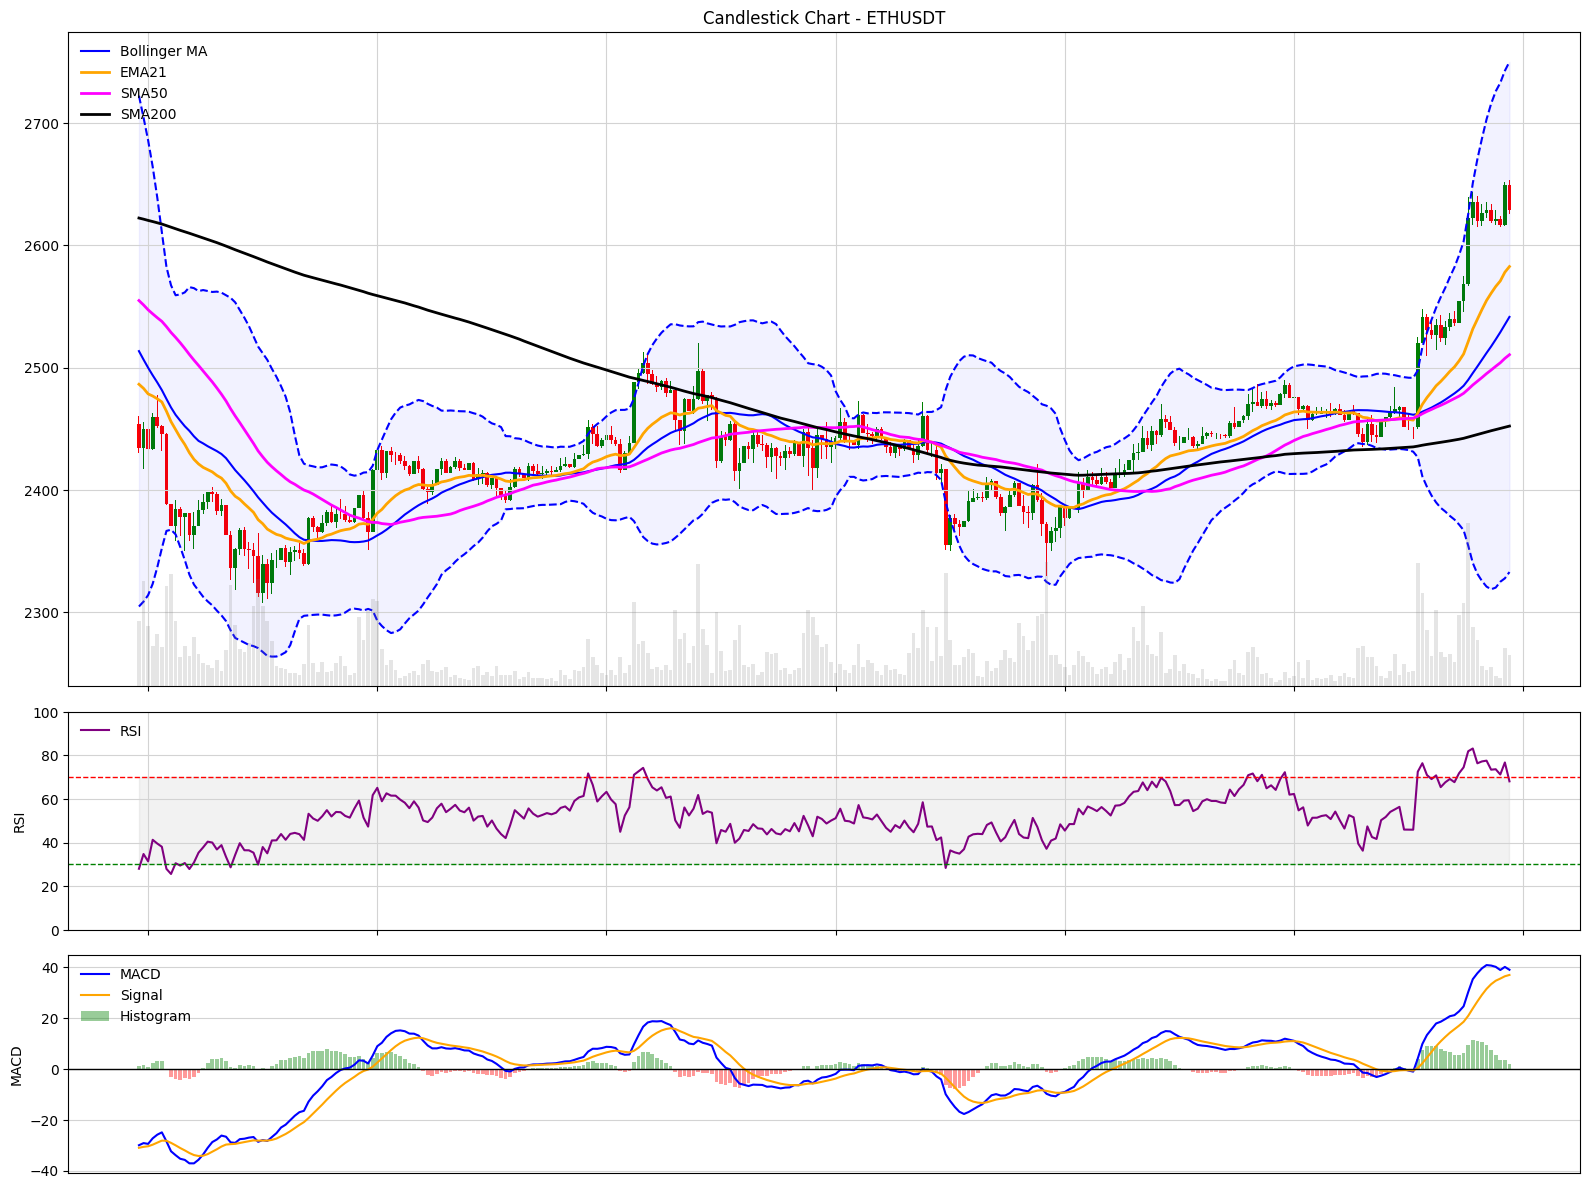 Candlestick Chart - ETHUSDT
Bollinger MA
EMA21
SMA50
SMA200
2700
2600
2500
2400
2300
RSI
100
80
60
40
20
0
RSI
MACD
Signal
Histogram
40
20
0
−20
−40
MACD